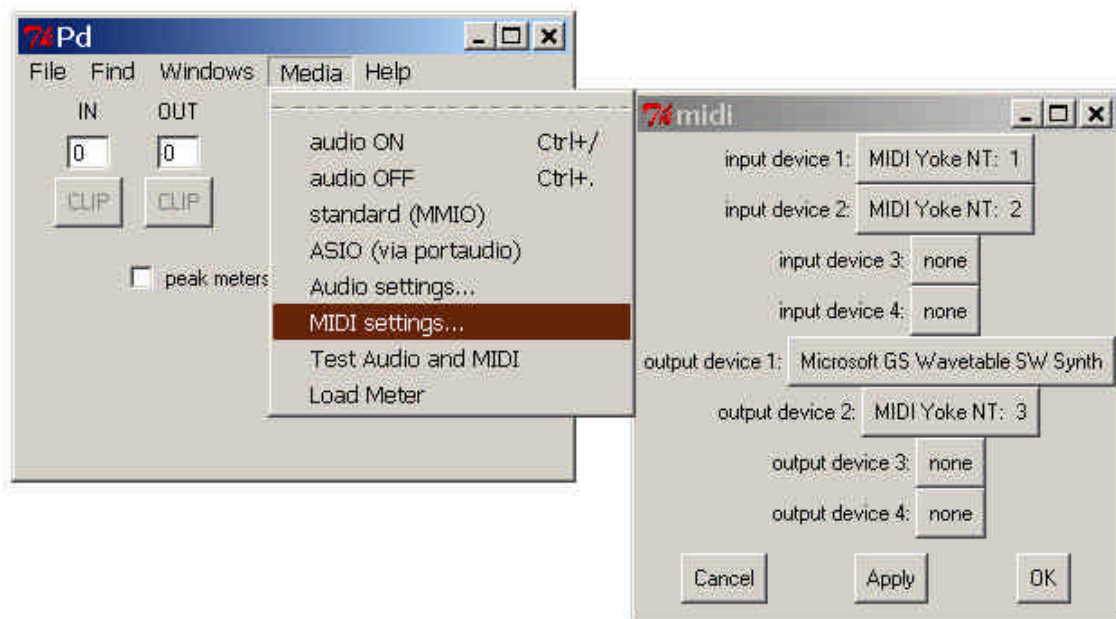 Pd
File Find Windows Media Help
IN OUT
0 0
CLIP CLIP
peak meters
audio ON Ctrl+/
audio OFF Ctrl+.
standard (MMIO)
ASIO (via portaudio)
Audio settings...
MIDI settings...
Test Audio and MIDI
Load Meter
midi
input device 1: MIDI Yoke NT: 1
input device 2: MIDI Yoke NT: 2
input device 3: none
input device 4: none
output device 1: Microsoft GS Wavetable SW Synth
output device 2: MIDI Yoke NT: 3
output device 3: none
output device 4: none
Cancel Apply OK